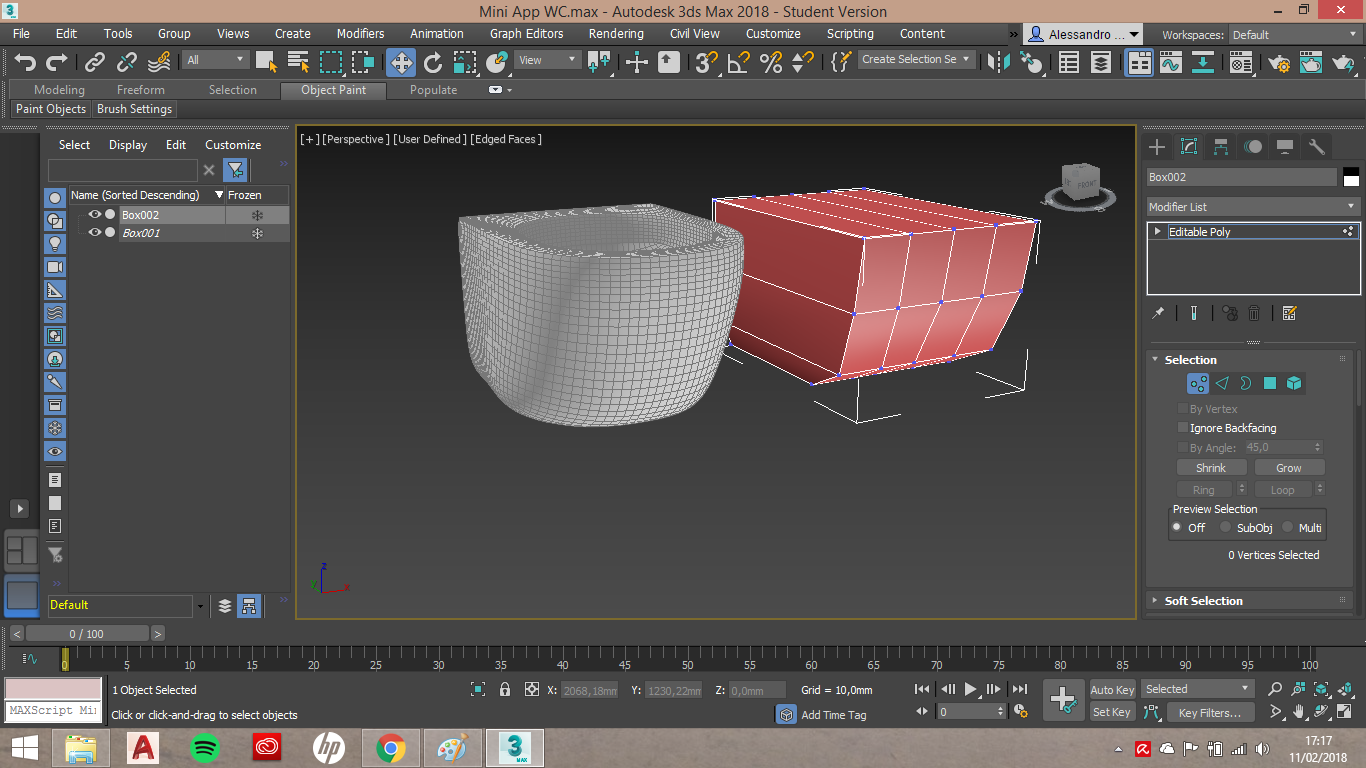 Mini App WC.max - Autodesk 3ds Max 2018 - Student Version
File Edit Tools Group Views Create Modifiers Animation Graph Editors Rendering Civil View Customize Scripting Content » Alessandro ... Workspaces: Default
All View Create Selection Se
Modeling Freeform Selection Object Paint Populate
Paint Objects Brush Settings
Select Display Edit Customize
Name (Sorted Descending) Frozen
Box002
Box001
Default
[+] [Perspective ] [User Defined ] [Edged Faces ]
FRONT
z
x
Box002
Modifier List
Editable Poly
Selection
By Vertex
Ignore Backfacing
By Angle: 45,0
Shrink Grow
Ring Loop
Preview Selection
Off SubObj Multi
0 Vertices Selected
Soft Selection
< 0 / 100 >
0 5 10 15 20 25 30 35 40 45 50 55 60 65 70 75 80 85 90 95 100
1 Object Selected X: 2068,18mm Y: 1230,22mm Z: 0,0mm Grid = 10,0mm Auto Key Selected
MAXScript Mi Click or click-and-drag to select objects Add Time Tag 0 Set Key Key Filters...
A hp 3 MAX
17:17
11/02/2018